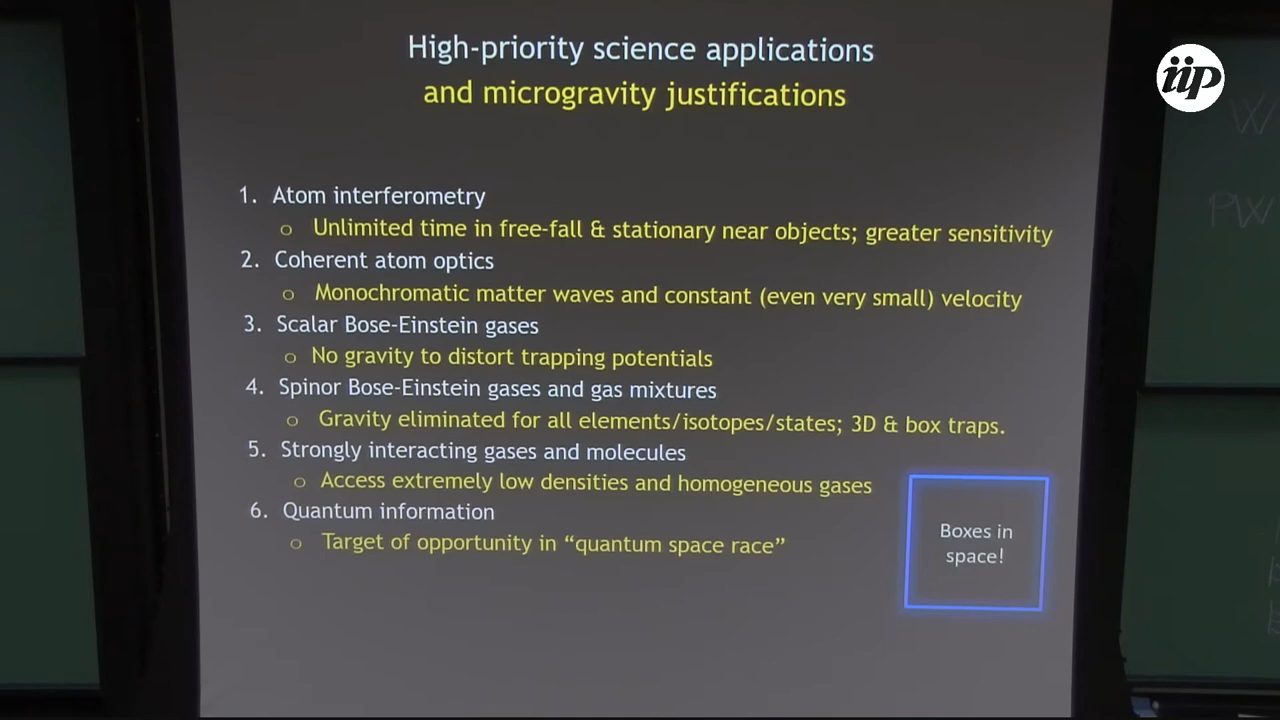 High-priority science applications
and microgravity justifications
iip
1. Atom interferometry
o Unlimited time in free-fall & stationary near objects; greater sensitivity
2. Coherent atom optics
o Monochromatic matter waves and constant (even very small) velocity
3. Scalar Bose-Einstein gases
o No gravity to distort trapping potentials
4. Spinor Bose-Einstein gases and gas mixtures
o Gravity eliminated for all elements/isotopes/states; 3D & box traps.
5. Strongly interacting gases and molecules
o Access extremely low densities and homogeneous gases
6. Quantum information
o Target of opportunity in “quantum space race”
Boxes in
space!